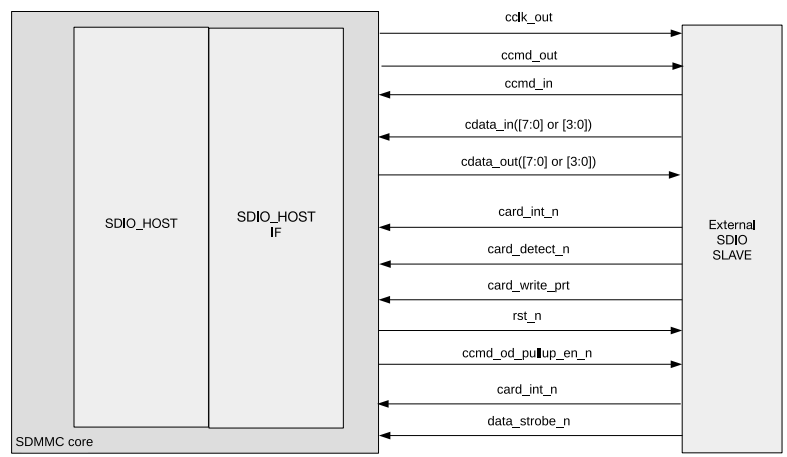 cclk_out
ccmd_out
ccmd_in
cdata_in([7:0] or [3:0])
cdata_out([7:0] or [3:0])
SDIO_HOST
SDIO_HOST
IF
card_int_n
External
SDIO
SLAVE
card_detect_n
card_write_prt
rst_n
ccmd_od_pullup_en_n
card_int_n
data_strobe_n
SDMMC core